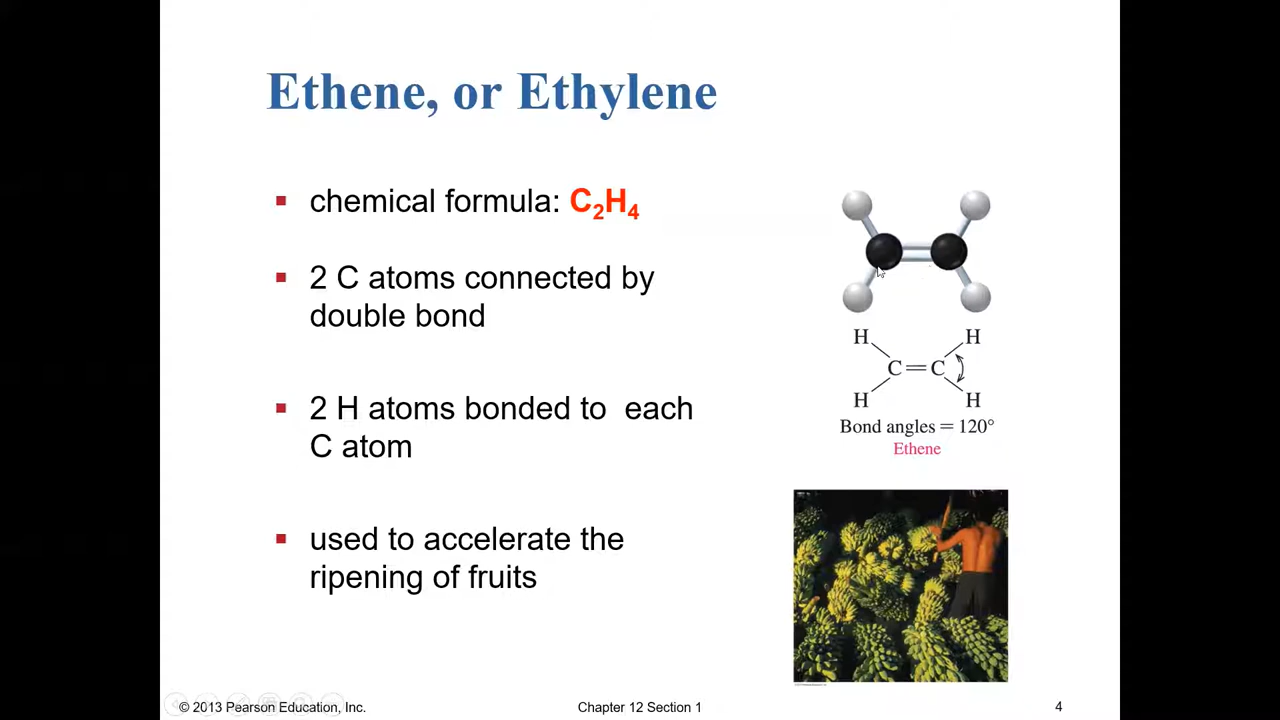 Ethene, or Ethylene
▪ chemical formula: C₂H₄
▪ 2 C atoms connected by
double bond
▪ 2 H atoms bonded to each
C atom
▪ used to accelerate the
ripening of fruits
H H
C=C
H H
Bond angles = 120°
Ethene
© 2013 Pearson Education, Inc.
Chapter 12 Section 1
4